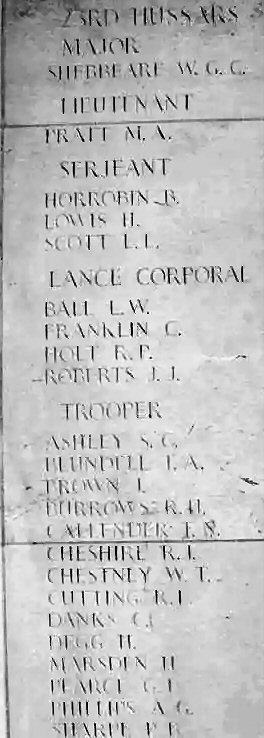 23RD HUSSARS
MAJOR
SHEBBEARE W. G. C.
LIEUTENANT
PRATT M. A.
SERJEANT
HORROBIN B.
LOWIS H.
SCOTT L. L.
LANCE CORPORAL
BALL L. W.
FRANKLIN C.
HOLT R. P.
ROBERTS J. J.
TROOPER
ASHLEY S. C.
BLUNDELL T. A.
BURROWS R. H.
CALLENDER F. N.
CHESHIRE R. J.
CHESTNEY W. T.
CUTTING R.
DANKS C.
DEGG H.
MARSDEN H
PEARCE G.
PHILLIPS A. G.
SHARPE